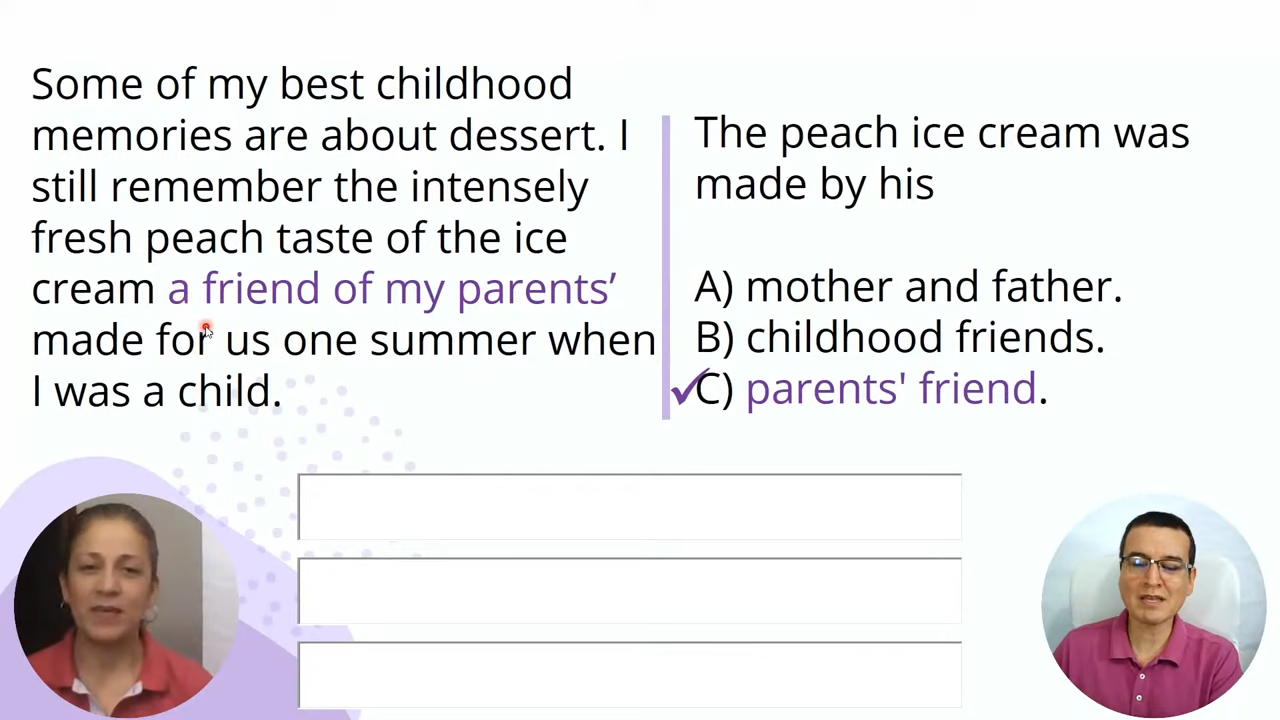 Some of my best childhood
memories are about dessert. I
still remember the intensely
fresh peach taste of the ice
cream a friend of my parents’
made for us one summer when
I was a child.
The peach ice cream was
made by his
A) mother and father.
B) childhood friends.
✓C) parents' friend.